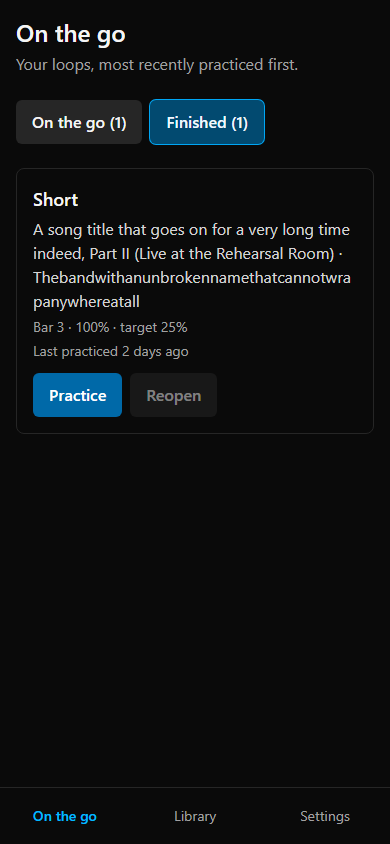 On the go
Your loops, most recently practiced first.
On the go (1)
Finished (1)
Short
A song title that goes on for a very long time
indeed, Part II (Live at the Rehearsal Room) ·
Thebandwithanunbrokennamethatcannotwra
panywhereatall
Bar 3 · 100% · target 25%
Last practiced 2 days ago
Practice
Reopen
On the go
Library
Settings